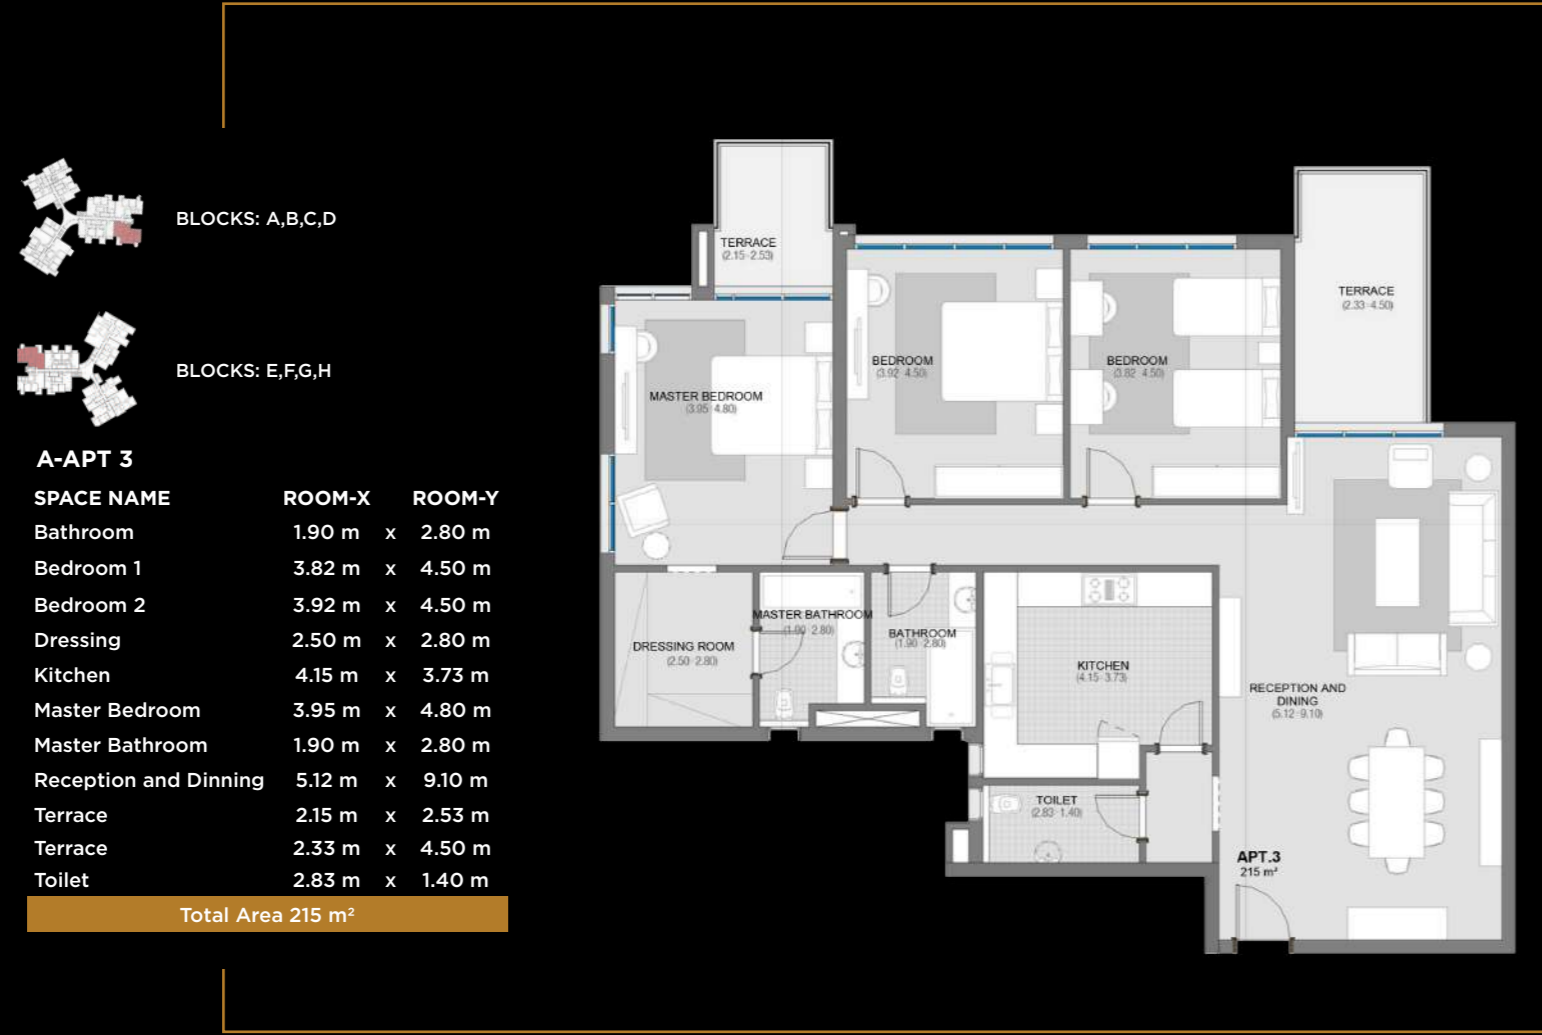 BLOCKS: A,B,C,D
BLOCKS: E,F,G,H
A-APT 3
SPACE NAME ROOM-X ROOM-Y
Bathroom 1.90 m x 2.80 m
Bedroom 1 3.82 m x 4.50 m
Bedroom 2 3.92 m x 4.50 m
Dressing 2.50 m x 2.80 m
Kitchen 4.15 m x 3.73 m
Master Bedroom 3.95 m x 4.80 m
Master Bathroom 1.90 m x 2.80 m
Reception and Dinning 5.12 m x 9.10 m
Terrace 2.15 m x 2.53 m
Terrace 2.33 m x 4.50 m
Toilet 2.83 m x 1.40 m
Total Area 215 m²
TERRACE
(2.15-2.53)
TERRACE
(2.33-4.50)
BEDROOM
(3.92-4.50)
BEDROOM
(3.82-4.50)
MASTER BEDROOM
(3.95-4.80)
MASTER BATHROOM
(1.90-2.80)
BATHROOM
(1.90-2.80)
DRESSING ROOM
(2.50-2.80)
KITCHEN
(4.15-3.73)
RECEPTION AND
DINING
(5.12-9.10)
TOILET
(2.83-1.40)
APT.3
215 m²